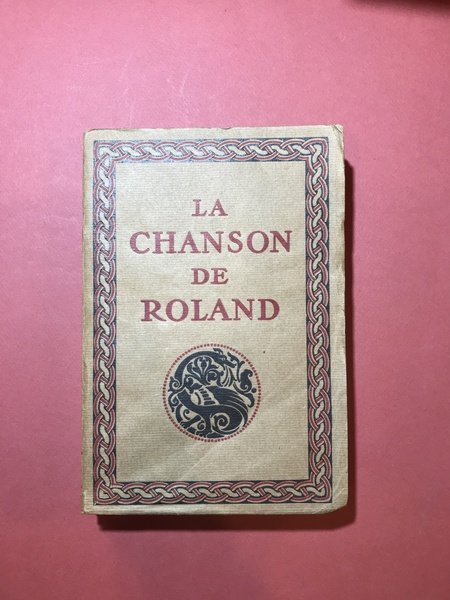 LA
CHANSON
DE
ROLAND